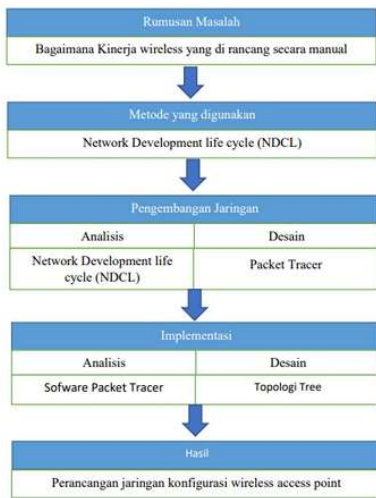 Rumusan Masalah
Bagaimana Kinerja wireless yang di rancang secara manual
Metode yang digunakan
Network Development life cycle (NDCL)
Pengembangan Jaringan
Analisis
Desain
Network Development life
cycle (NDCL)
Packet Tracer
Implementasi
Analisis
Desain
Sofware Packet Tracer
Topologi Tree
Hasil
Perancangan jaringan konfigurasi wireless access point